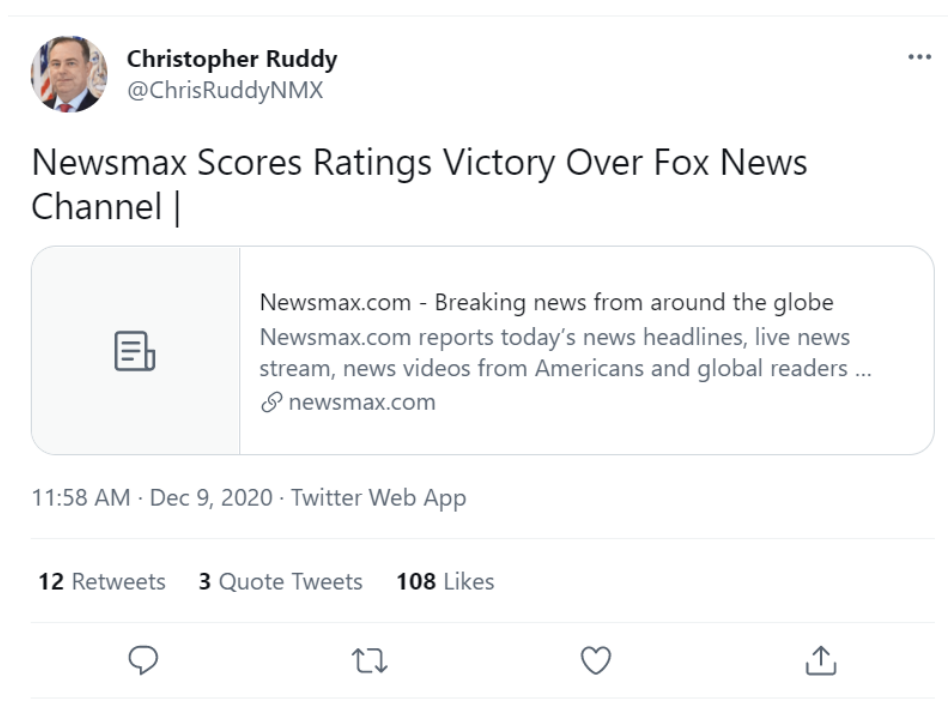 Christopher Ruddy
@ChrisRuddyNMX
Newsmax Scores Ratings Victory Over Fox News
Channel |
Newsmax.com - Breaking news from around the globe
Newsmax.com reports today’s news headlines, live news
stream, news videos from Americans and global readers ...
newsmax.com
11:58 AM · Dec 9, 2020 · Twitter Web App
12 Retweets 3 Quote Tweets 108 Likes